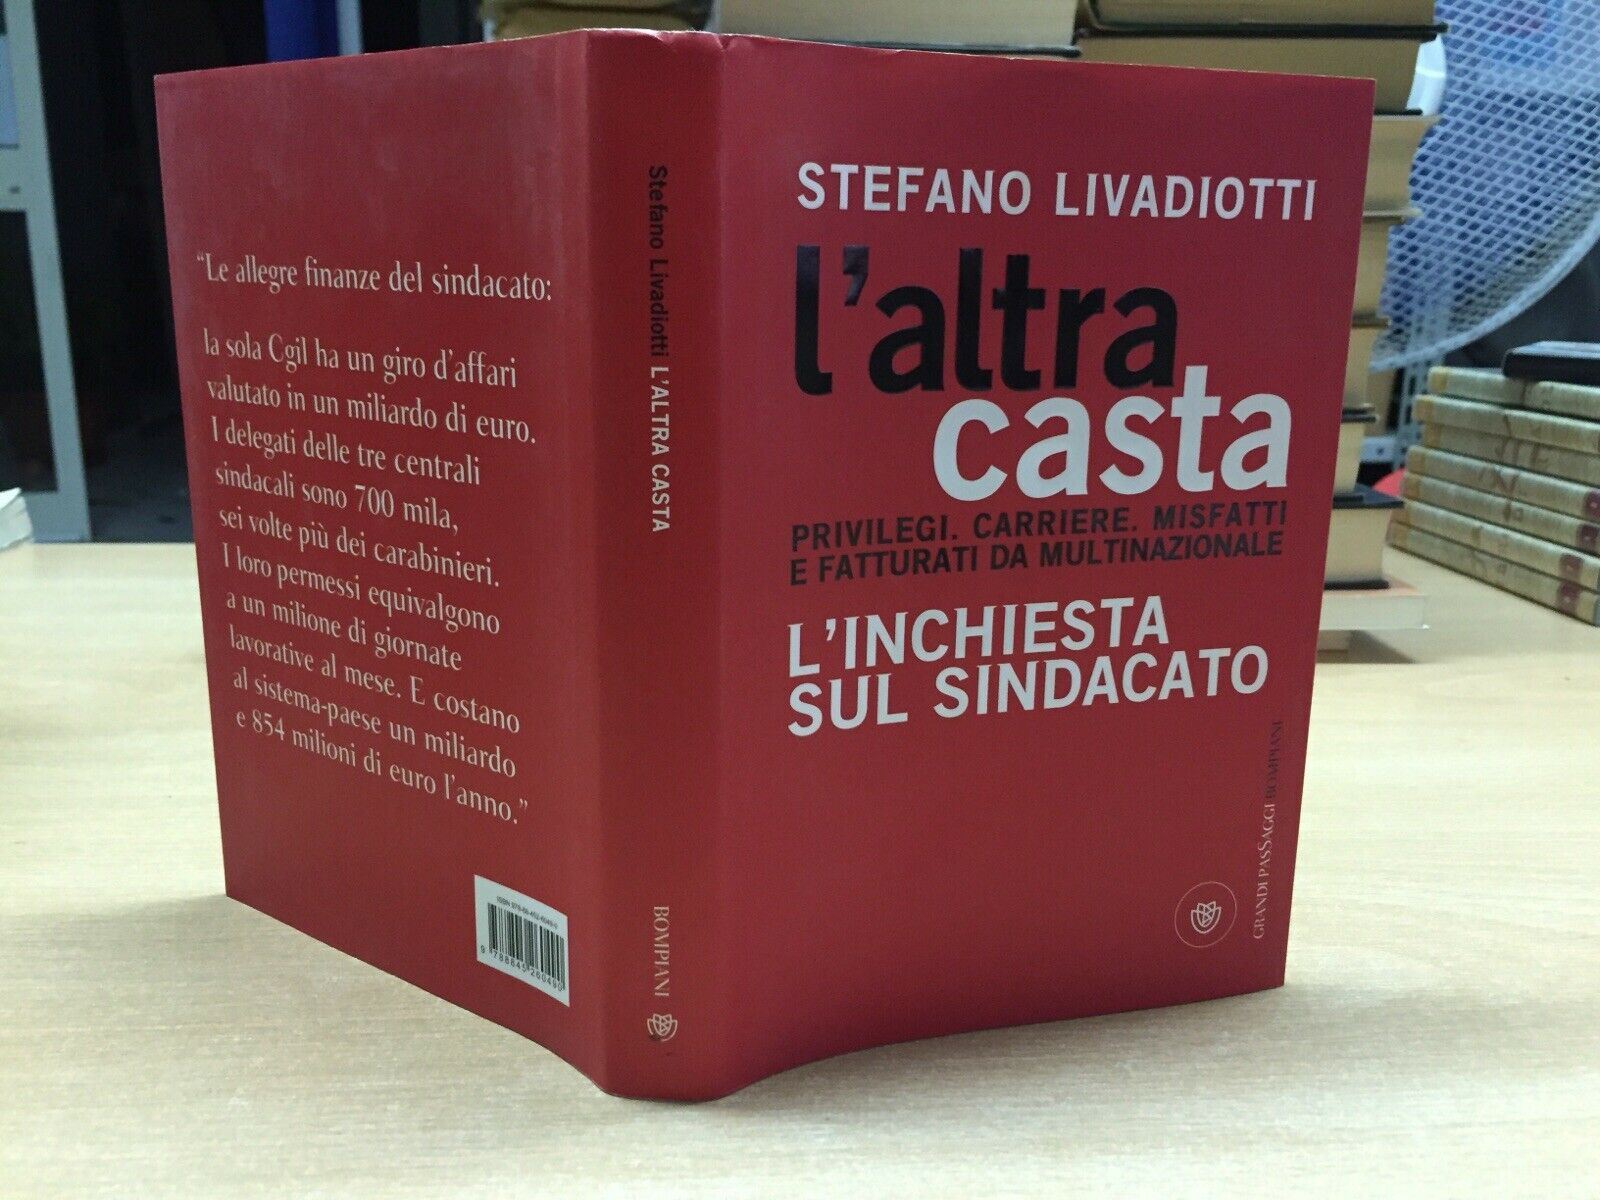 “Le allegre finanze del sindacato:
la sola Cgil ha un giro d’affari
valutato in un miliardo di euro.
I delegati delle tre centrali
sindacali sono 700 mila,
sei volte più dei carabinieri.
I loro permessi equivalgono
a un milione di giornate
lavorative al mese. E costano
al sistema-paese un miliardo
e 854 milioni di euro l’anno.”
9 788845 260490
Stefano Livadiotti L’ALTRA CASTA
BOMPIANI
STEFANO LIVADIOTTI
l’altra
casta
PRIVILEGI. CARRIERE. MISFATTI
E FATTURATI DA MULTINAZIONALE
L’INCHIESTA
SUL SINDACATO
GRANDI PASSAGGI BOMPIANI